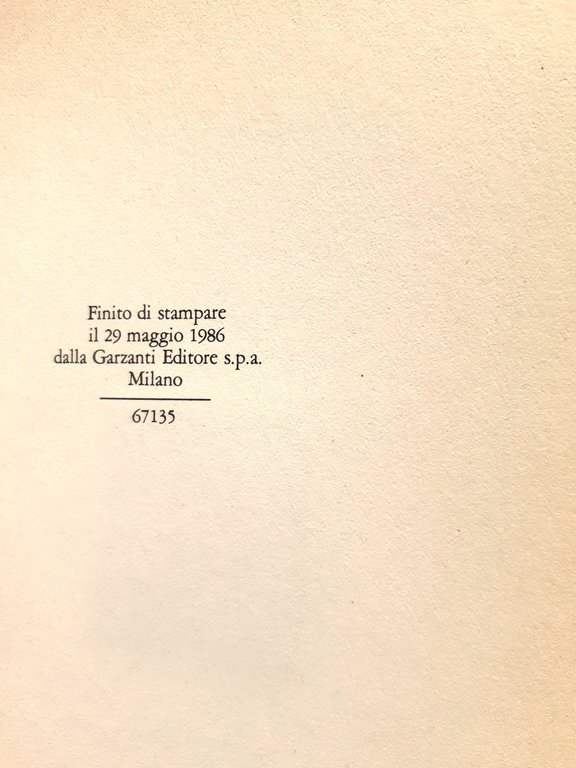 Finito di stampare
il 29 maggio 1986
dalla Garzanti Editore s.p.a.
Milano
67135